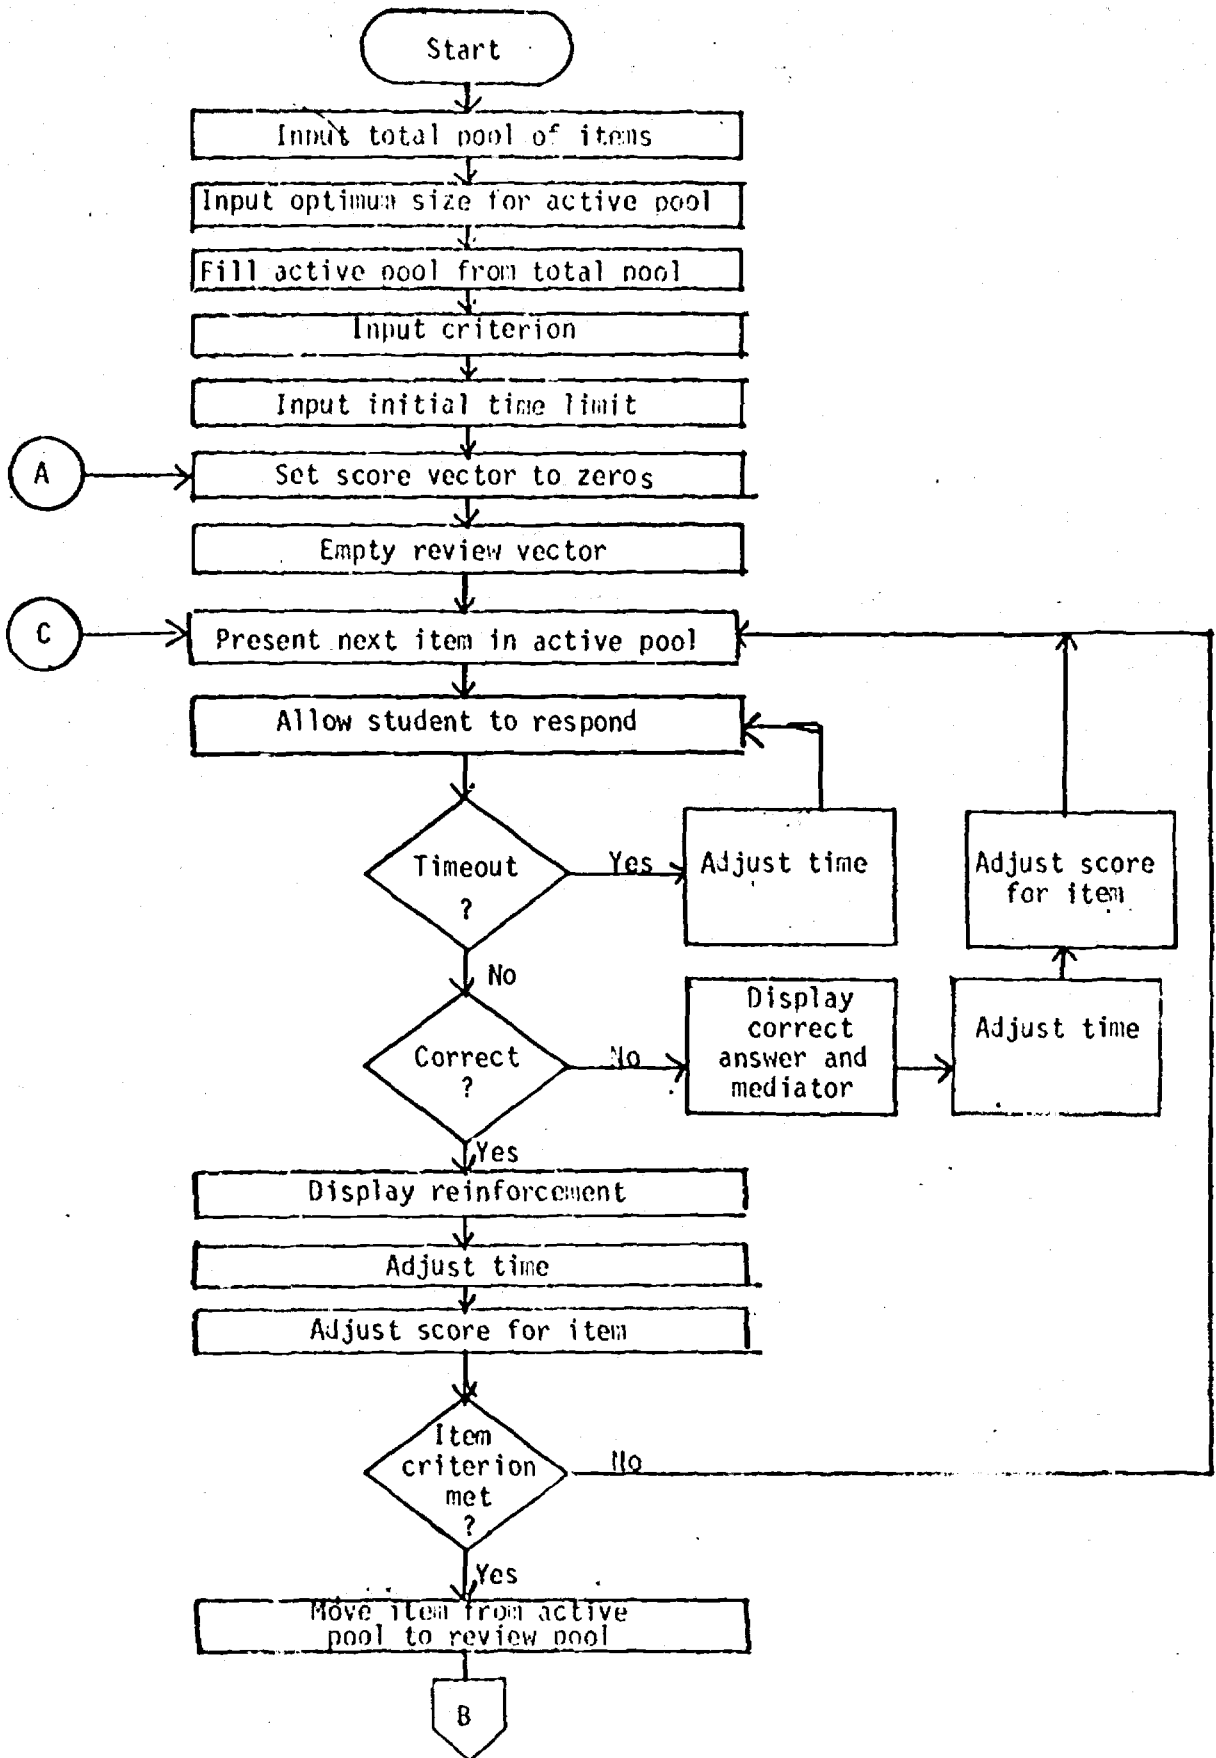 Start
Input total pool of items
Input optimum size for active pool
Fill active pool from total pool
Input criterion
Input initial time limit
A
Set score vector to zeros
Empty review vector
C
Present next item in active pool
Allow student to respond
Timeout
?
Yes
Adjust time
Adjust score
for item
No
Correct
?
No
Display
correct
answer and
mediator
Adjust time
Yes
Display reinforcement
Adjust time
Adjust score for item
Item
criterion
met
?
No
Yes
Move item from active
pool to review pool
B